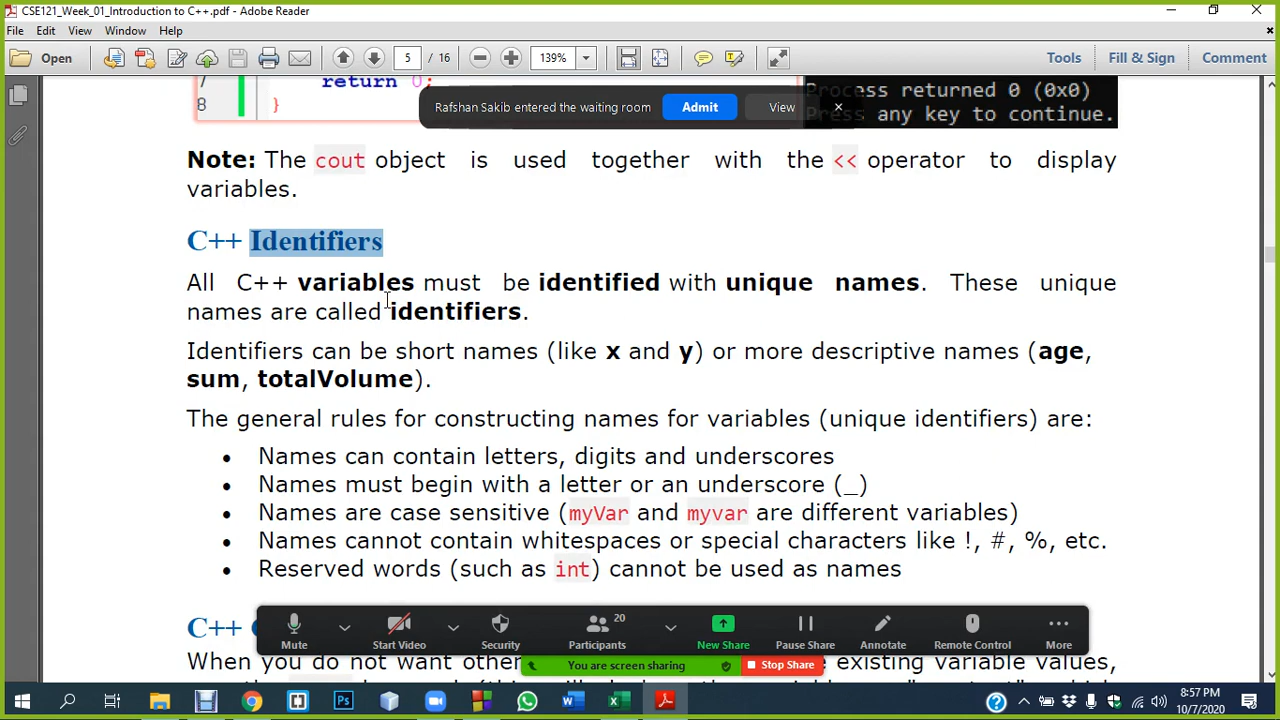 CSE121_Week_01_Introduction to C++.pdf - Adobe Reader
File Edit View Window Help
Open 5 / 16 139% Tools Fill & Sign Comment
7 return 0;
8 }
Process returned 0 (0x0)
Press any key to continue.
Rafshan Sakib entered the waiting room Admit View
Note: The cout object is used together with the << operator to display
variables.
C++ Identifiers
All C++ variables must be identified with unique names. These unique
names are called identifiers.
Identifiers can be short names (like x and y) or more descriptive names (age,
sum, totalVolume).
The general rules for constructing names for variables (unique identifiers) are:
• Names can contain letters, digits and underscores
• Names must begin with a letter or an underscore (_)
• Names are case sensitive (myVar and myvar are different variables)
• Names cannot contain whitespaces or special characters like !, #, %, etc.
• Reserved words (such as int) cannot be used as names
C++
Mute Start Video Security Participants 20 New Share Pause Share Annotate Remote Control More
When you do not want other existing variable values,
You are screen sharing Stop Share
8:57 PM
10/7/2020